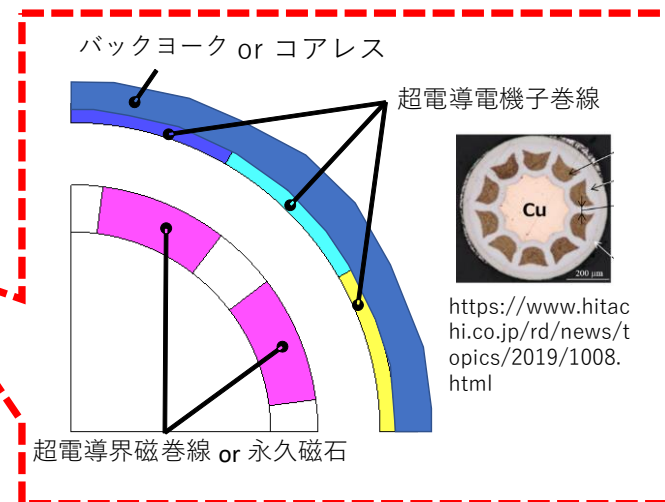 バックヨーク or コアレス
超電導電機子巻線
Cu
200 μm
https://www.hitac
hi.co.jp/rd/news/t
opics/2019/1008.
html
超電導界磁巻線 or 永久磁石